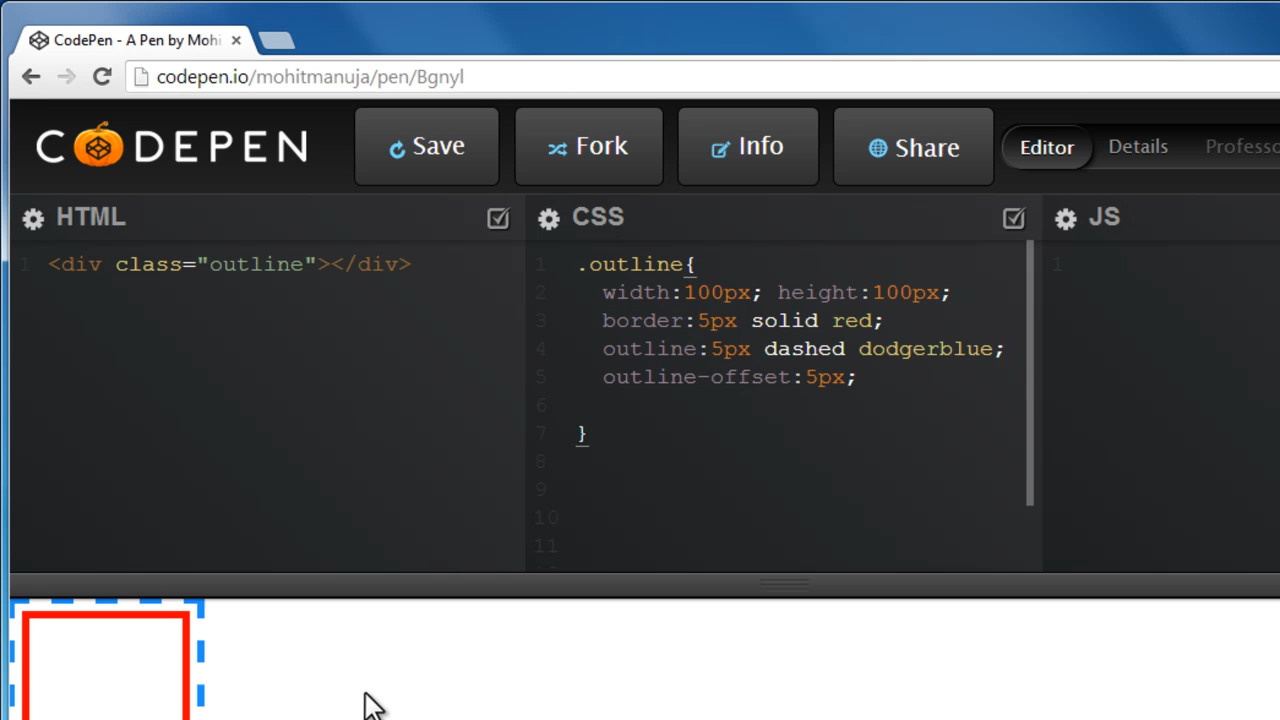 CodePen - A Pen by Mohi
codepen.io/mohitmanuja/pen/Bgnyl
CODEPEN
Save
Fork
Info
Share
Editor
Details
Professo
HTML
1 <div class="outline"></div>
CSS
1 .outline{
2 width:100px; height:100px;
3 border:5px solid red;
4 outline:5px dashed dodgerblue;
5 outline-offset:5px;
6
7 }
8
9
10
11
JS
1